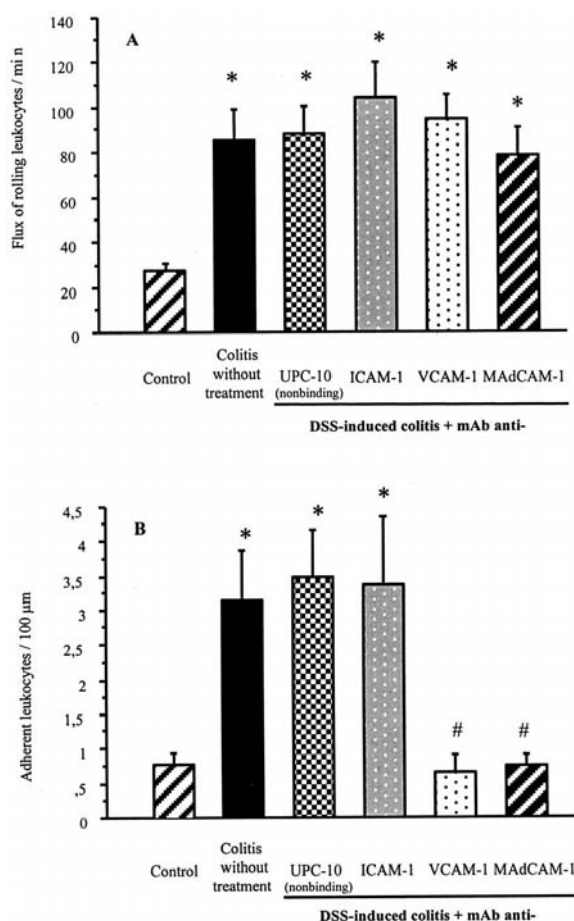 A
Flux of rolling leukocytes / mi n
140
120
100
80
60
40
20
0
* * * * *
Control
Colitis
without
treatment
UPC-10
(nonbinding)
ICAM-1
VCAM-1
MAdCAM-1
DSS-induced colitis + mAb anti-
B
Adherent leukocytes / 100 µm
4,5
4
3,5
3
2,5
2
1,5
1
,5
0
* * * # #
Control
Colitis
without
treatment
UPC-10
(nonbinding)
ICAM-1
VCAM-1
MAdCAM-1
DSS-induced colitis + mAb anti-